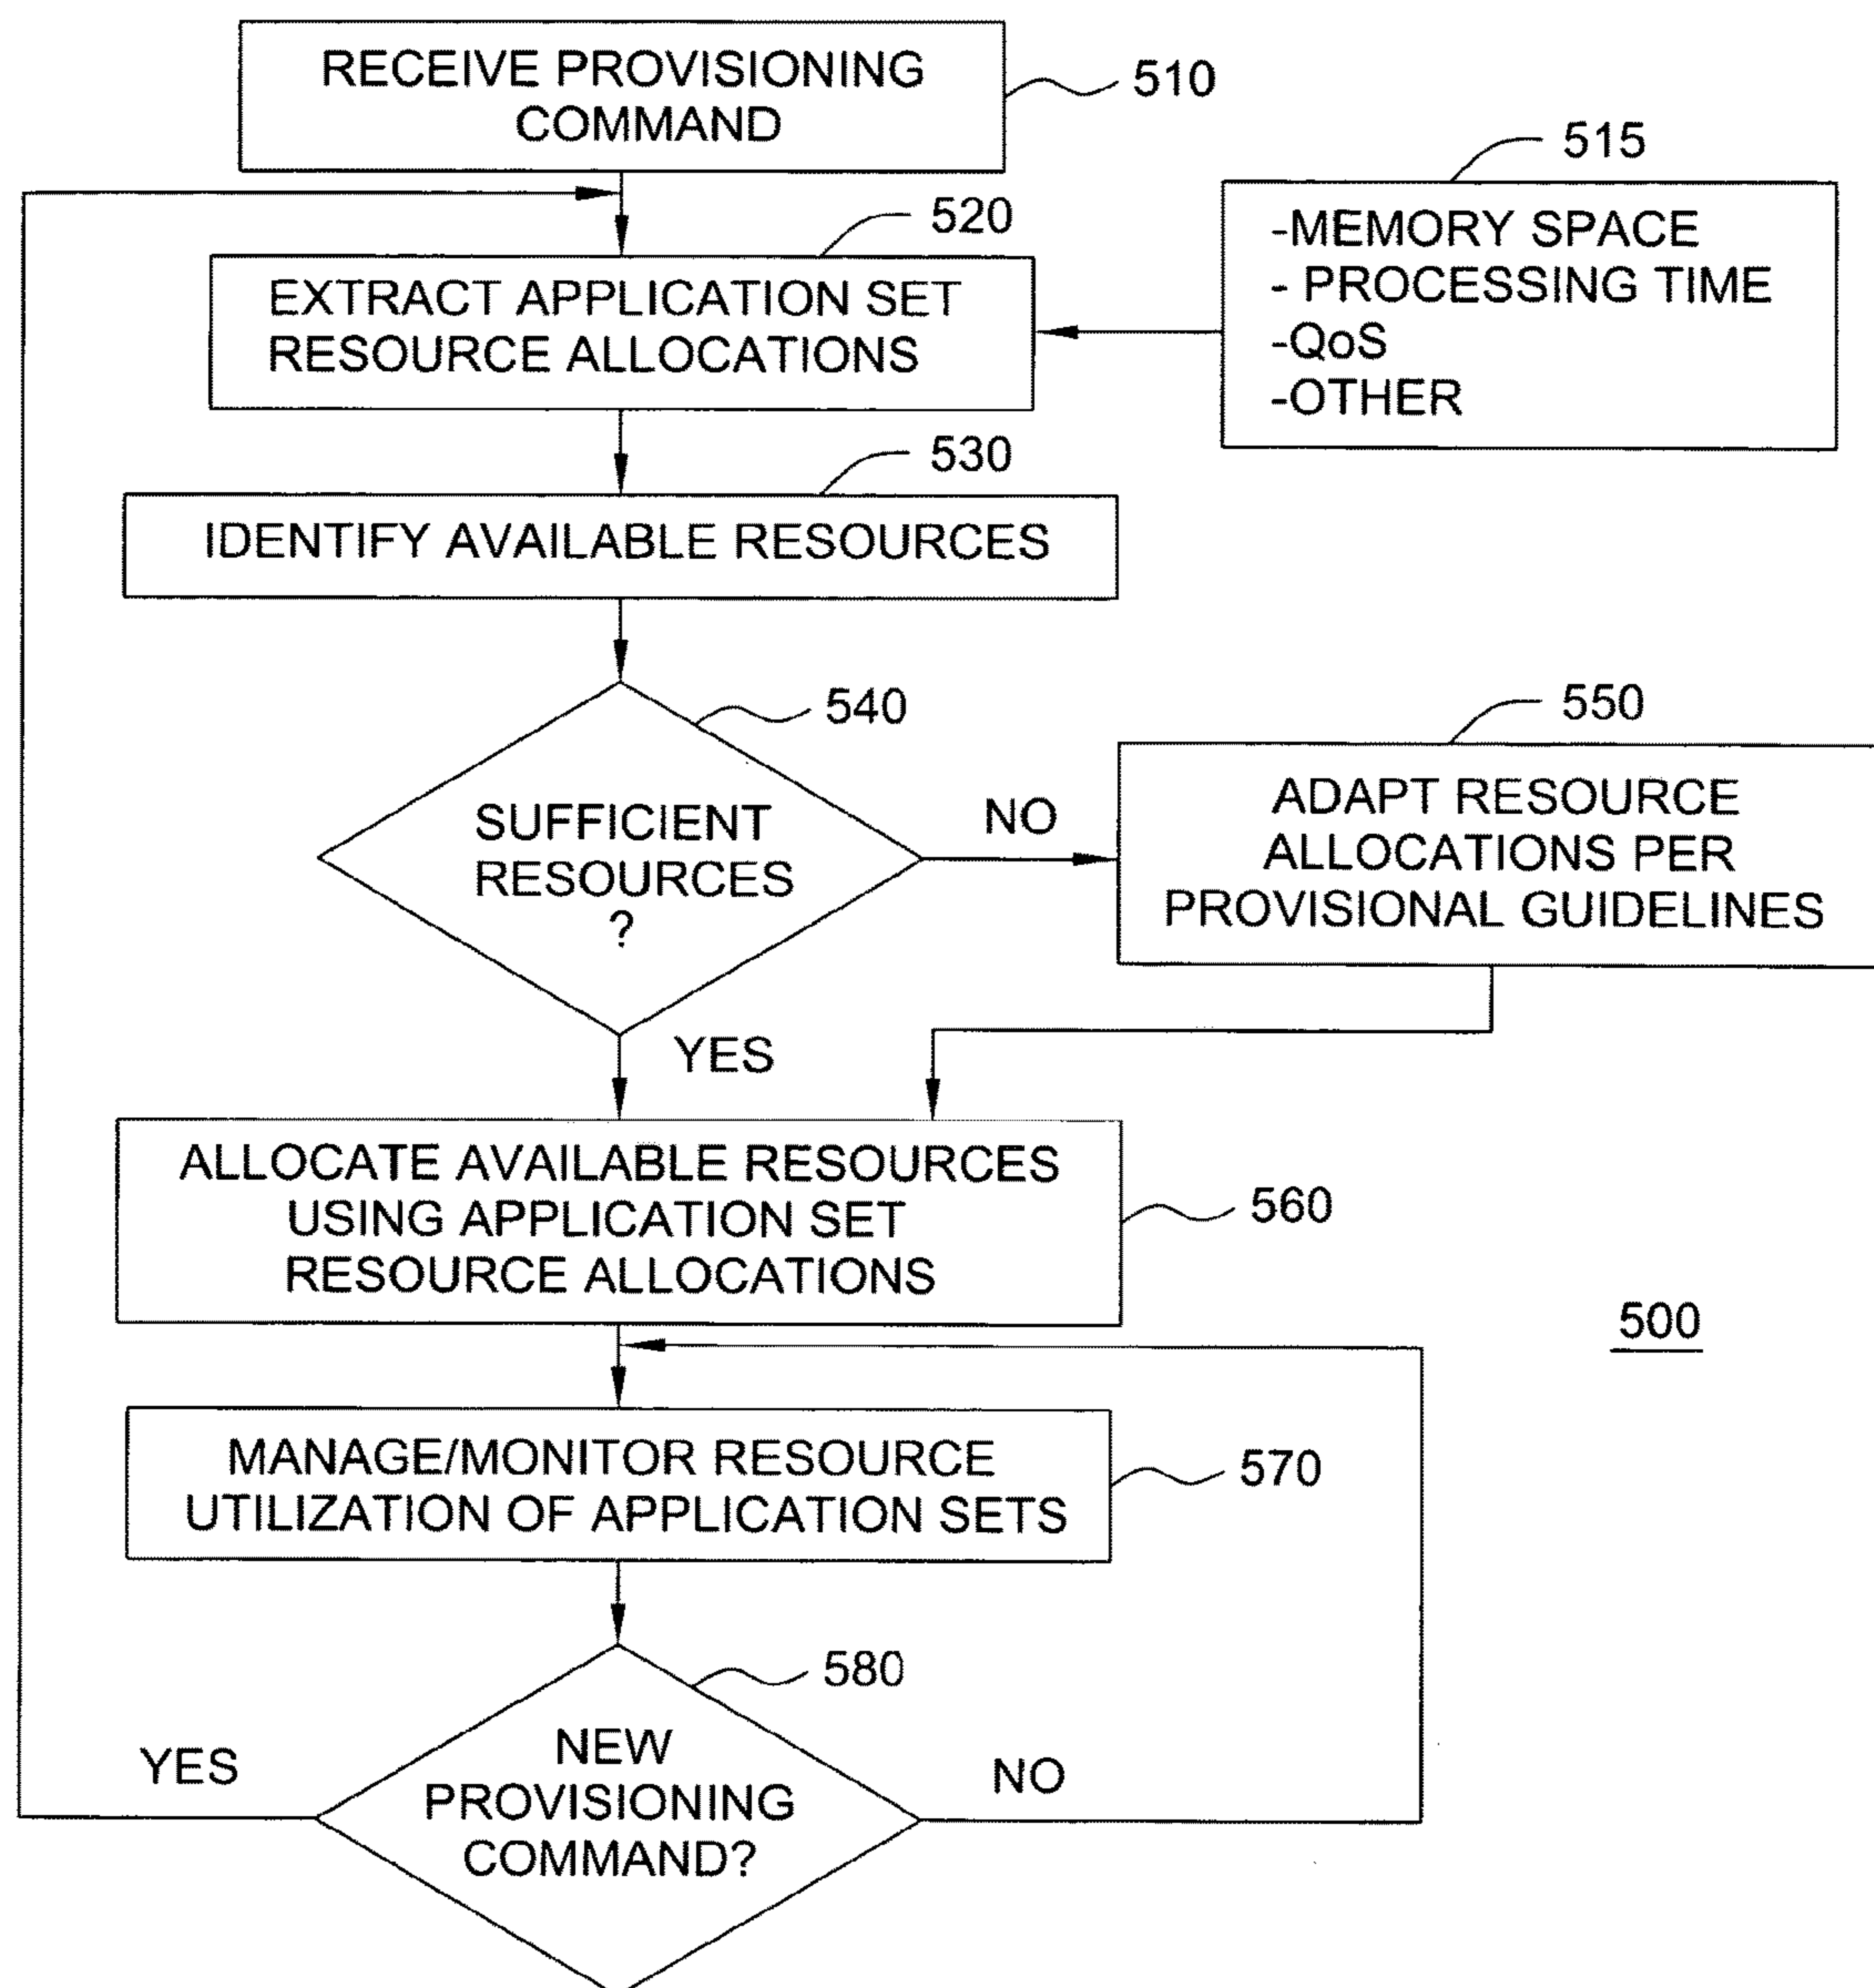 RECEIVE PROVISIONING
COMMAND
510
515
-MEMORY SPACE
- PROCESSING TIME
-QoS
-OTHER
520
EXTRACT APPLICATION SET
RESOURCE ALLOCATIONS
530
IDENTIFY AVAILABLE RESOURCES
540
SUFFICIENT
RESOURCES
?
NO
550
ADAPT RESOURCE
ALLOCATIONS PER
PROVISIONAL GUIDELINES
YES
ALLOCATE AVAILABLE RESOURCES
USING APPLICATION SET
RESOURCE ALLOCATIONS
560
500
MANAGE/MONITOR RESOURCE
UTILIZATION OF APPLICATION SETS
570
580
NEW
PROVISIONING
COMMAND?
YES
NO